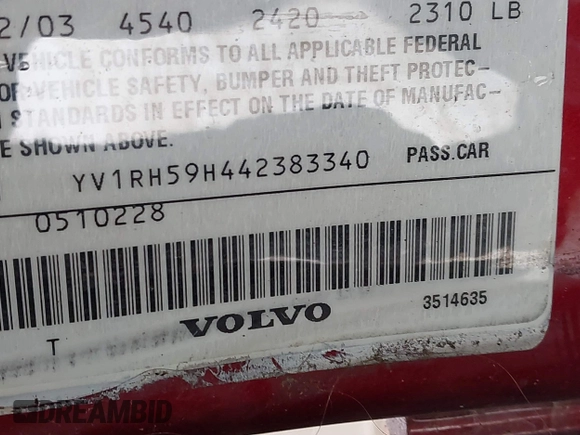 2/03 4540 2420 2310 LB
VEHICLE CONFORMS TO ALL APPLICABLE FEDERAL
OR VEHICLE SAFETY, BUMPER AND THEFT PROTEC-
STANDARDS IN EFFECT ON THE DATE OF MANUFAC-
E SHOWN ABOVE.
YV1RH59H442383340 PASS.CAR
0510228
T VOLVO 3514635
DREAMBID